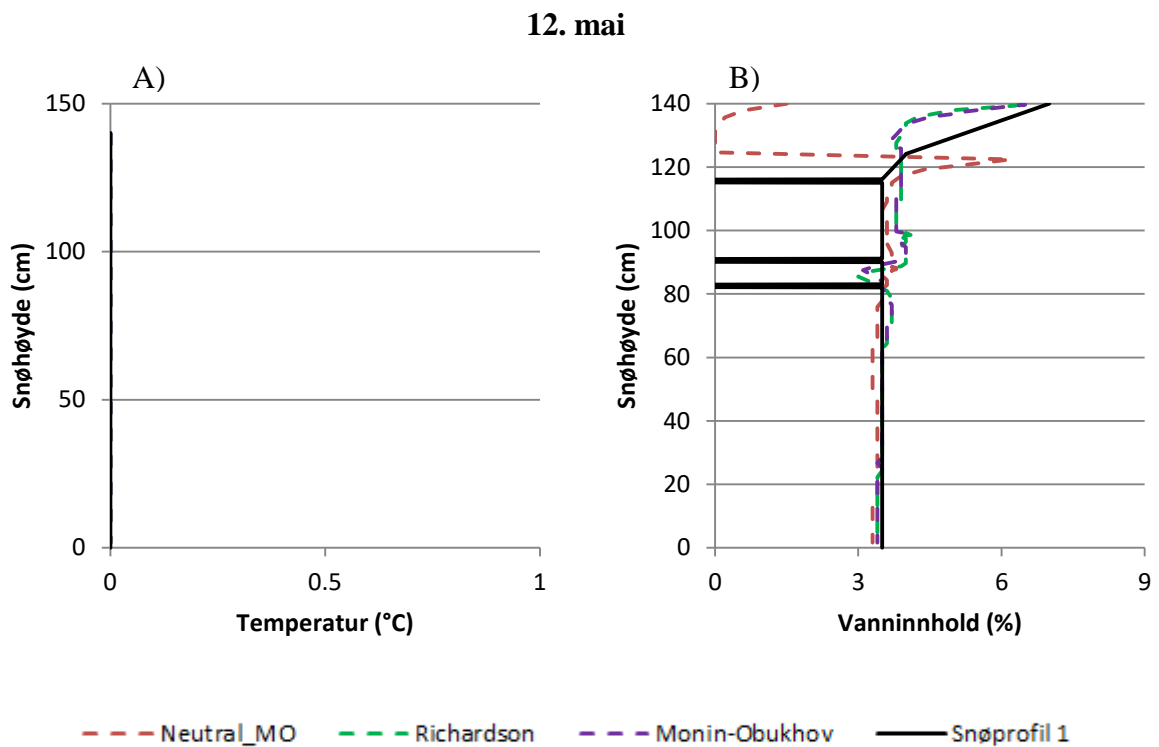 12. mai
A)
B)
150
100
50
0
Snøhøyde (cm)
0 0.5 1
Temperatur (°C)
140
120
100
80
60
40
20
0
Snøhøyde (cm)
0 3 6 9
Vanninnhold (%)
Neutral_MO Richardson Monin-Obukhov Snøprofil 1